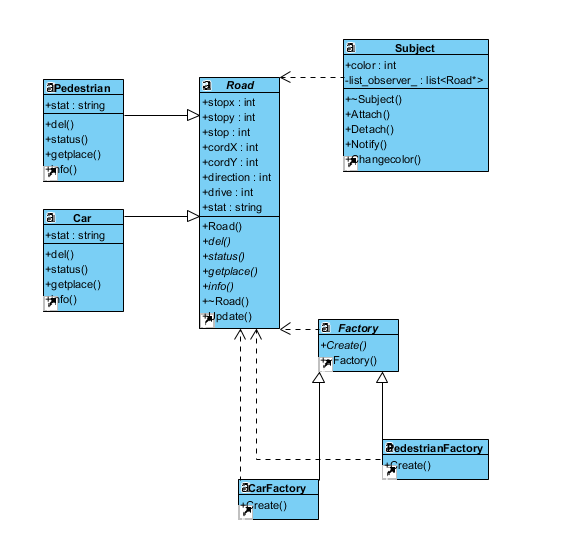 Pedestrian
+stat : string
+del()
+status()
+getplace()
+info()
Car
+stat : string
+del()
+status()
+getplace()
+info()
Road
+stopx : int
+stopy : int
+stop : int
+cordX : int
+cordY : int
+direction : int
+drive : int
+stat : string
+Road()
+del()
+status()
+getplace()
+info()
+~Road()
+Update()
Subject
+color : int
-list_observer_ : list<Road*>
+~Subject()
+Attach()
+Detach()
+Notify()
+Changecolor()
Factory
+Create()
+~Factory()
PedestrianFactory
+Create()
CarFactory
+Create()